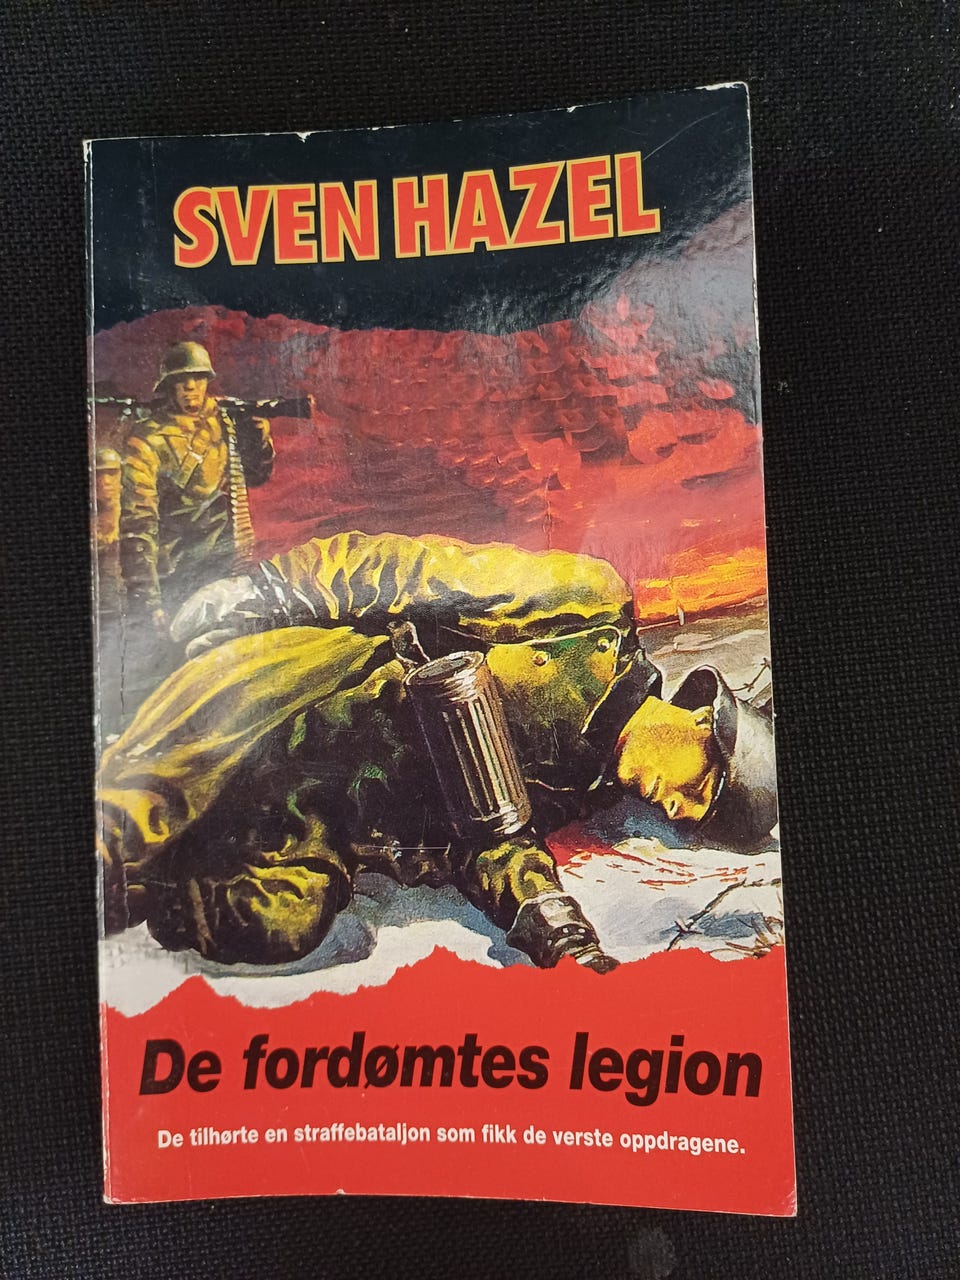 SVEN HAZEL
De fordømtes legion
De tilhørte en straffebataljon som fikk de verste oppdragene.